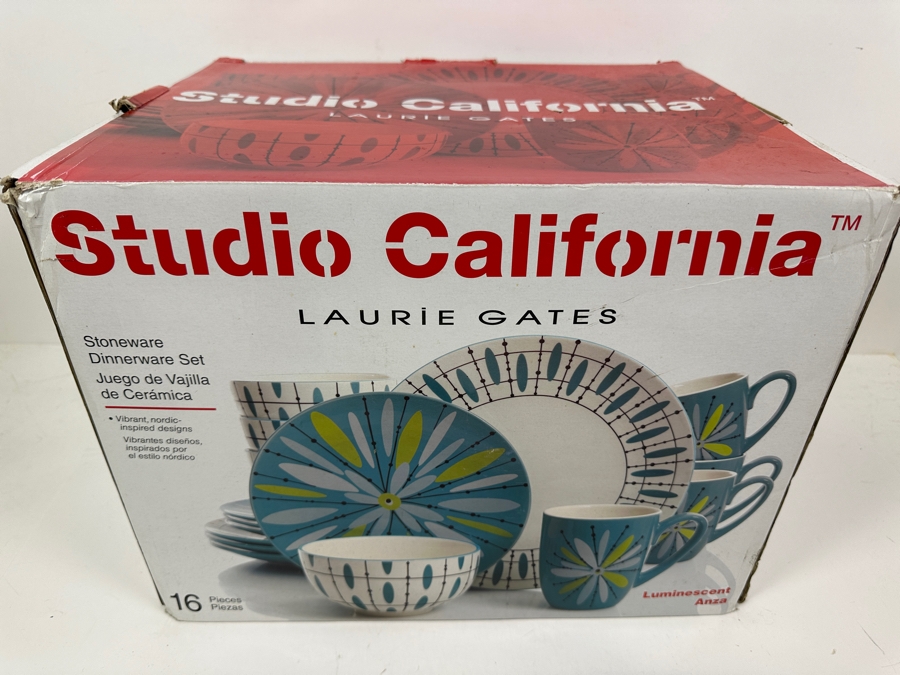 Studio California™
LAURIE GATES
Studio California™
LAURIE GATES
Stoneware
Dinnerware Set
Juego de Vajilla
de Cerámica
• Vibrant, nordic-
inspired designs
Vibrantes diseños,
inspirados por
el estilo nórdico
16 Pieces
Piezas
Luminescent
Anza